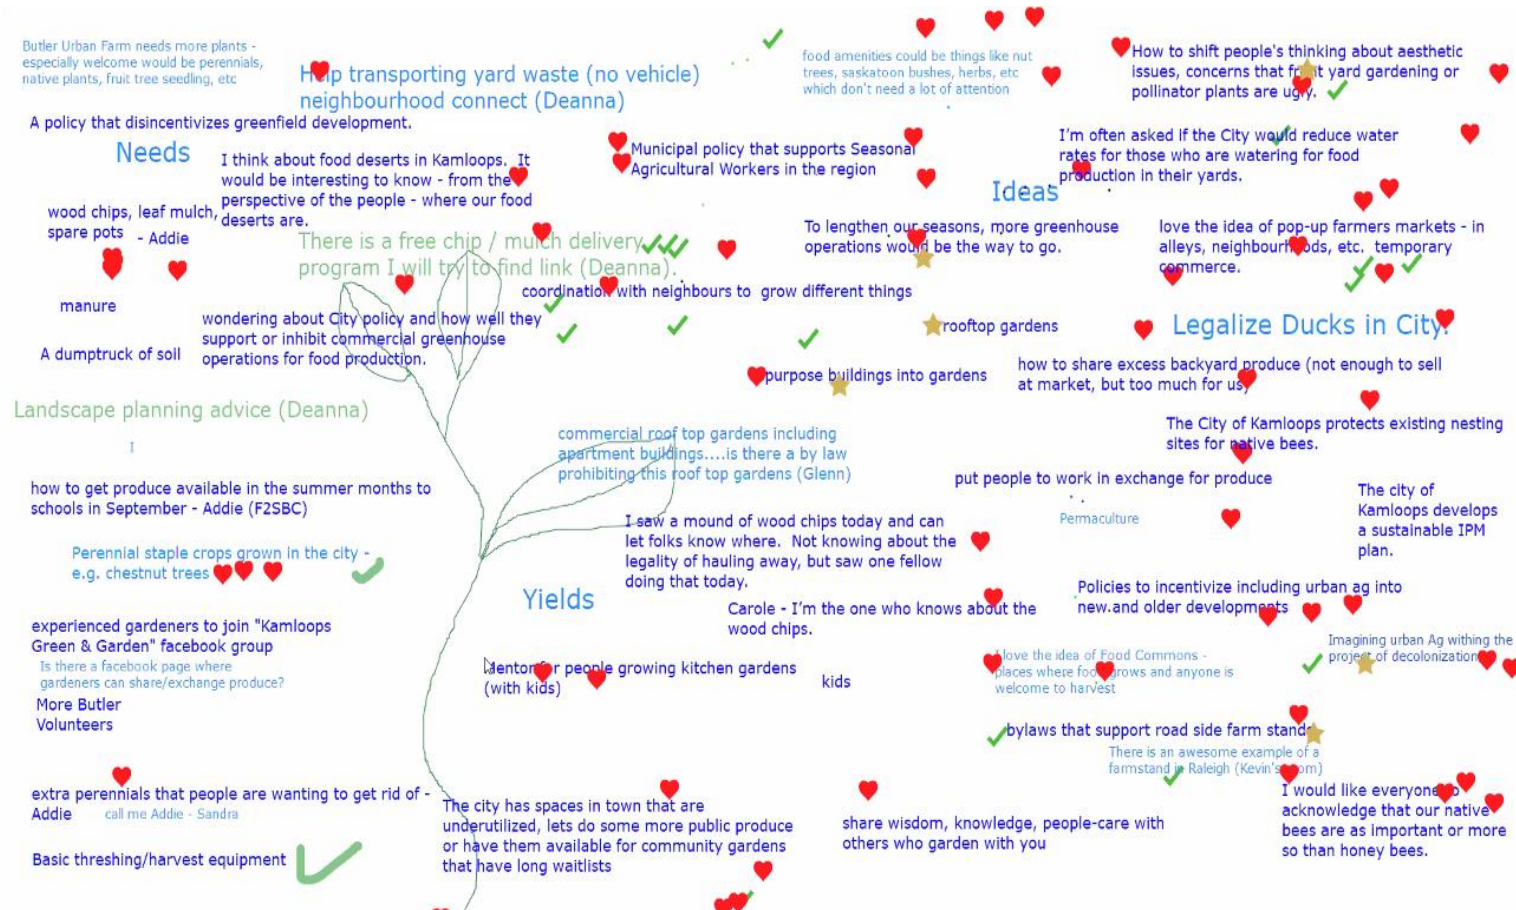 Butler Urban Farm needs more plants -
especially welcome would be perennials,
native plants, fruit tree seedling, etc
Help transporting yard waste (no vehicle)
neighbourhood connect (Deanna)
food amenities could be things like nut
trees, saskatoon bushes, herbs, etc
which don't need a lot of attention
How to shift people's thinking about aesthetic
issues, concerns that front yard gardening or
pollinator plants are ugly.
A policy that disincentivizes greenfield development.
Needs
I think about food deserts in Kamloops. It
would be interesting to know - from the
perspective of the people - where our food
deserts are.
Municipal policy that supports Seasonal
Agricultural Workers in the region
I'm often asked if the City would reduce water
rates for those who are watering for food
production in their yards.
Ideas
wood chips, leaf mulch,
spare pots - Addie
There is a free chip / mulch delivery
program I will try to find link (Deanna).
To lengthen our seasons, more greenhouse
operations would be the way to go.
love the idea of pop-up farmers markets - in
alleys, neighbourhoods, etc. temporary
commerce.
manure
coordination with neighbours to grow different things
wondering about City policy and how well they
support or inhibit commercial greenhouse
operations for food production.
rooftop gardens
Legalize Ducks in City.
A dumptruck of soil
purpose buildings into gardens
how to share excess backyard produce (not enough to sell
at market, but too much for us)
Landscape planning advice (Deanna)
The City of Kamloops protects existing nesting
sites for native bees.
commercial roof top gardens including
apartment buildings....is there a by law
prohibiting this roof top gardens (Glenn)
how to get produce available in the summer months to
schools in September - Addie (F2SBC)
put people to work in exchange for produce
Permaculture
The city of
Kamloops develops
a sustainable IPM
plan.
I saw a mound of wood chips today and can
let folks know where. Not knowing about the
legality of hauling away, but saw one fellow
doing that today.
Perennial staple crops grown in the city -
e.g. chestnut trees
Yields
Carole - I'm the one who knows about the
wood chips.
Policies to incentivize including urban ag into
new.and older developments
experienced gardeners to join "Kamloops
Green & Garden" facebook group
Is there a facebook page where
gardeners can share/exchange produce?
Mentor for people growing kitchen gardens
(with kids)
kids
I love the idea of Food Commons -
places where food grows and anyone is
welcome to harvest
Imagining urban Ag withing the
project of decolonization
More Butler
Volunteers
bylaws that support road side farm stands
There is an awesome example of a
farmstand in Raleigh (Kevin's
extra perennials that people are wanting to get rid of -
Addie
call me Addie - Sandra
The city has spaces in town that are
underutilized, lets do some more public produce
or have them available for community gardens
that have long waitlists
share wisdom, knowledge, people-care with
others who garden with you
I would like everyone to
acknowledge that our native
bees are as important or more
so than honey bees.
Basic threshing/harvest equipment